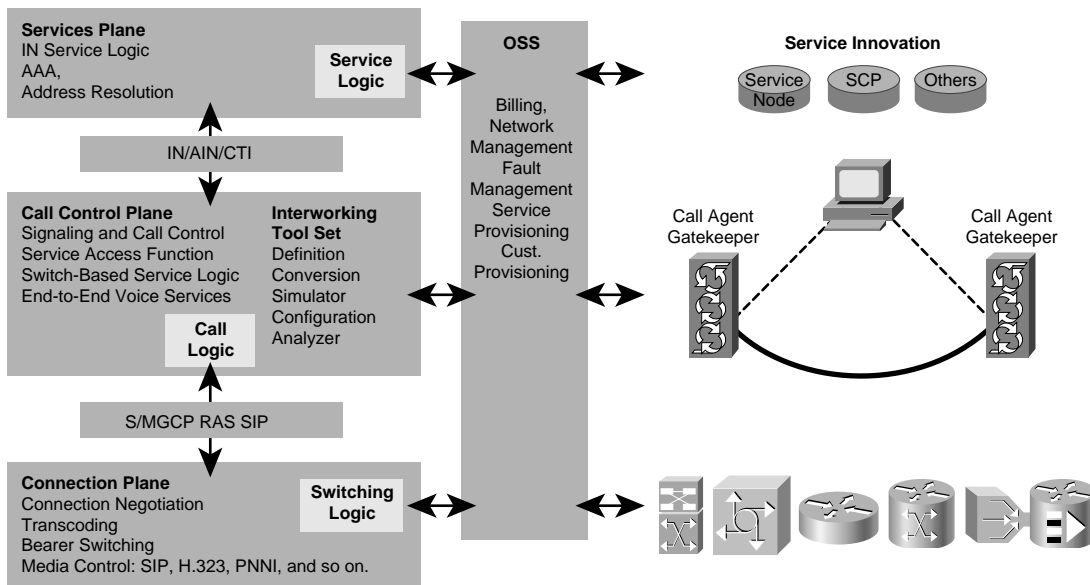 Services Plane
IN Service Logic
AAA,
Address Resolution
Service
Logic
IN/AIN/CTI
Call Control Plane
Signaling and Call Control
Service Access Function
Switch-Based Service Logic
End-to-End Voice Services
Call
Logic
Interworking
Tool Set
Definition
Conversion
Simulator
Configuration
Analyzer
S/MGCP RAS SIP
Connection Plane
Connection Negotiation
Transcoding
Bearer Switching
Media Control: SIP, H.323, PNNI, and so on.
Switching
Logic
OSS
Billing,
Network
Management
Fault
Management
Service
Provisioning
Cust.
Provisioning
Service Innovation
Service
Node
SCP
Others
Call Agent
Gatekeeper
Call Agent
Gatekeeper